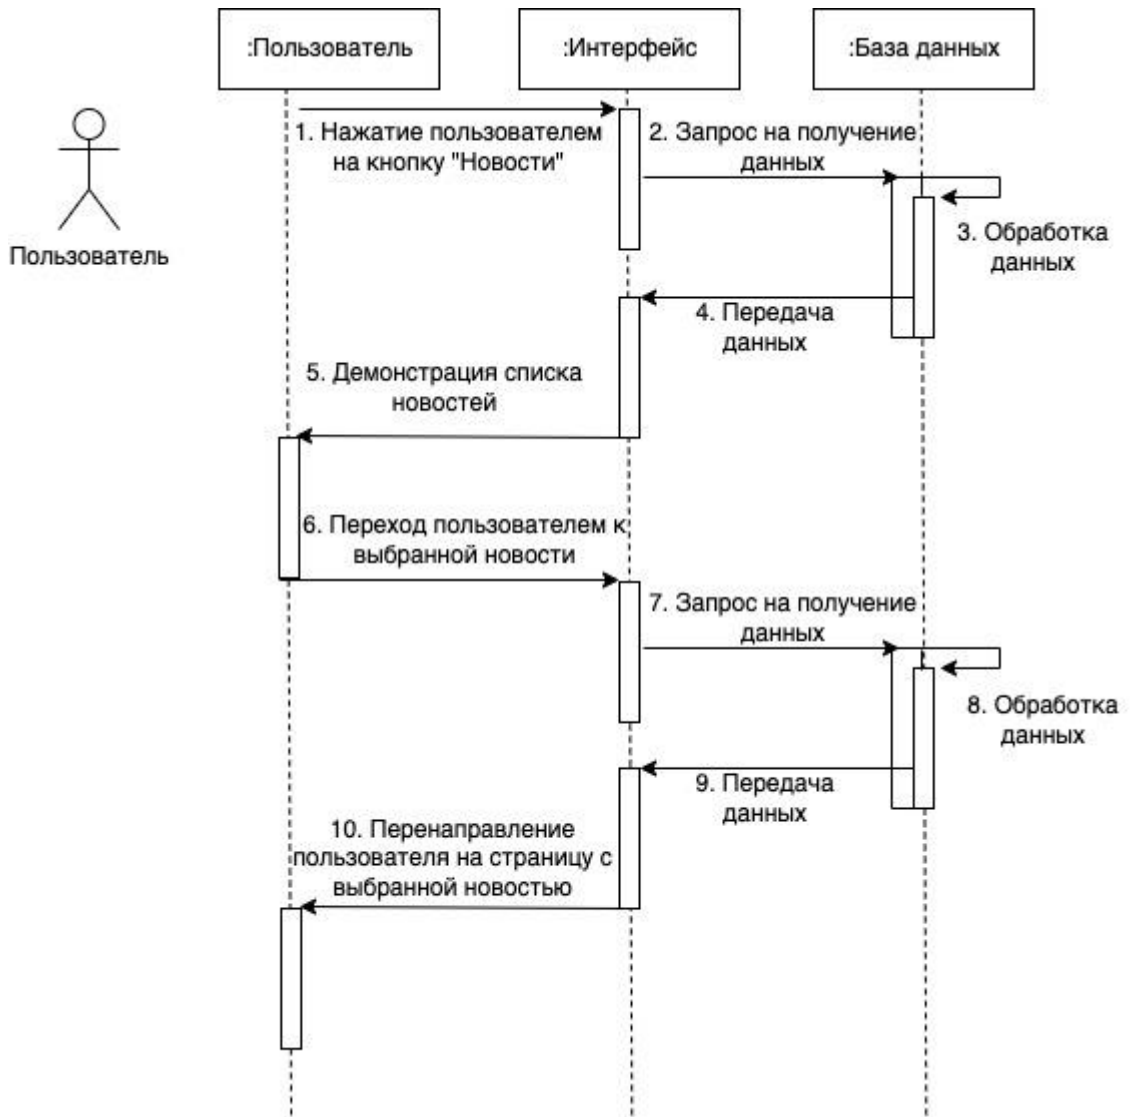 :Пользователь
:Интерфейс
:База данных
Пользователь
1. Нажатие пользователем
на кнопку "Новости"
2. Запрос на получение
данных
3. Обработка
данных
4. Передача
данных
5. Демонстрация списка
новостей
6. Переход пользователем к
выбранной новости
7. Запрос на получение
данных
8. Обработка
данных
9. Передача
данных
10. Перенаправление
пользователя на страницу с
выбранной новостью